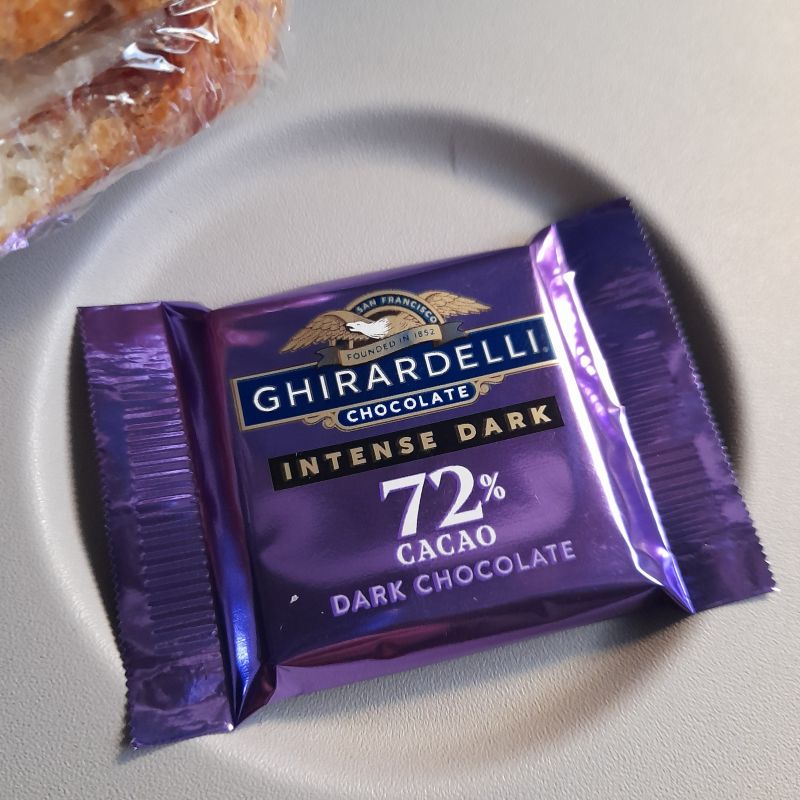 SAN FRANCISCO
FOUNDED IN 1852
GHIRARDELLI®
CHOCOLATE
INTENSE DARK
72%
CACAO
DARK CHOCOLATE